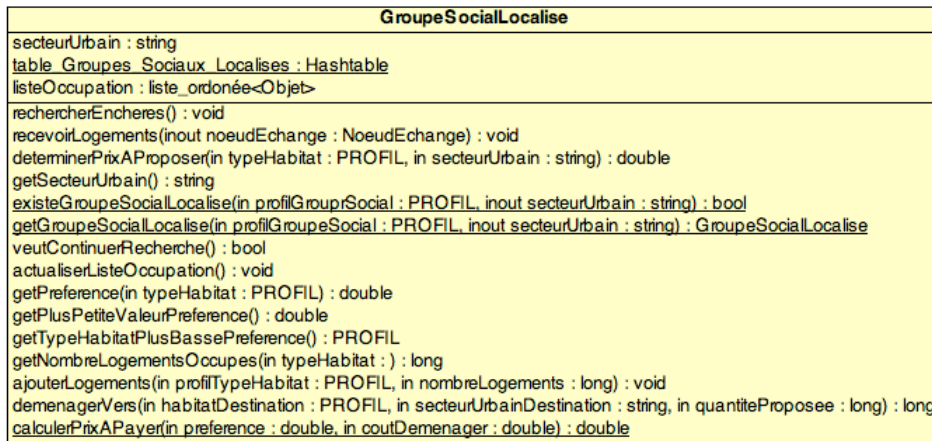 GroupeSocialLocalise
secteurUrbain : string
table_Groupes_Sociaux_Localises : Hashtable
listeOccupation : liste_ordonée<Objet>
rechercherEncheres() : void
recevoirLogements(inout noeudEchange : NoeudEchange) : void
determinerPrixAProposer(in typeHabitat : PROFIL, in secteurUrbain : string) : double
getSecteurUrbain() : string
existeGroupeSocialLocalise(in profilGrouprSocial : PROFIL, inout secteurUrbain : string) : bool
getGroupeSocialLocalise(in profilGroupeSocial : PROFIL, inout secteurUrbain : string) : GroupeSocialLocalise
veutContinuerRecherche() : bool
actualiserListeOccupation() : void
getPreference(in typeHabitat : PROFIL) : double
getPlusPetiteValeurPreference() : double
getTypeHabitatPlusBassePreference() : PROFIL
getNombreLogementsOccupes(in typeHabitat : ) : long
ajouterLogements(in profilTypeHabitat : PROFIL, in nombreLogements : long) : void
demenagerVers(in habitatDestination : PROFIL, in secteurUrbainDestination : string, in quantiteProposee : long) : long
calculerPrixAPayer(in preference : double, in coutDemenager : double) : double